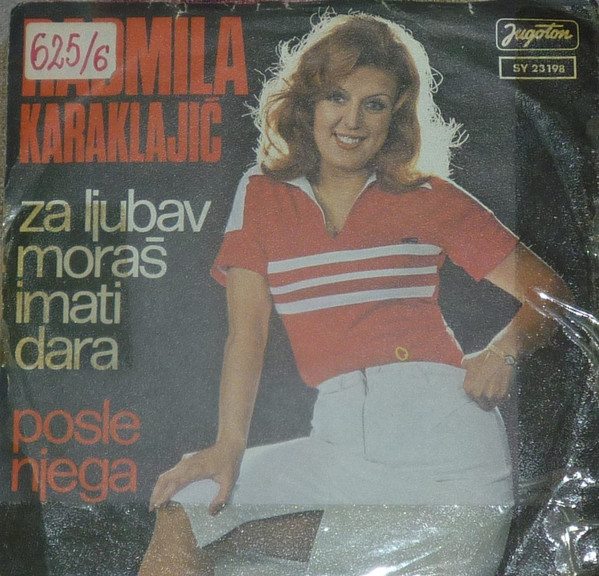 625/6
RADMILA
KARAKLAJIĆ
Jugoton
SY 23198
za ljubav
moraš
imati
dara
posle
njega